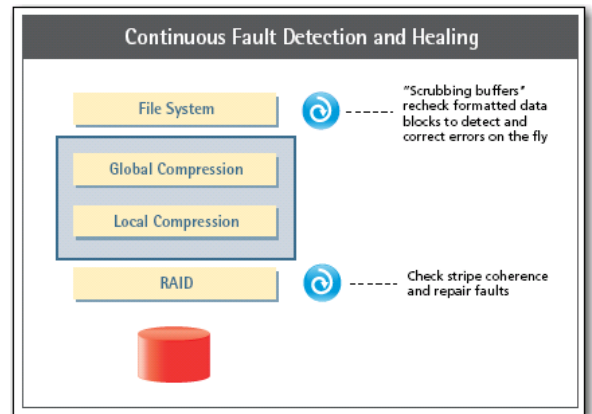 Continuous Fault Detection and Healing
File System
"Scrubbing buffers"
recheck formatted data
blocks to detect and
correct errors on the fly
Global Compression
Local Compression
RAID
Check stripe coherence
and repair faults